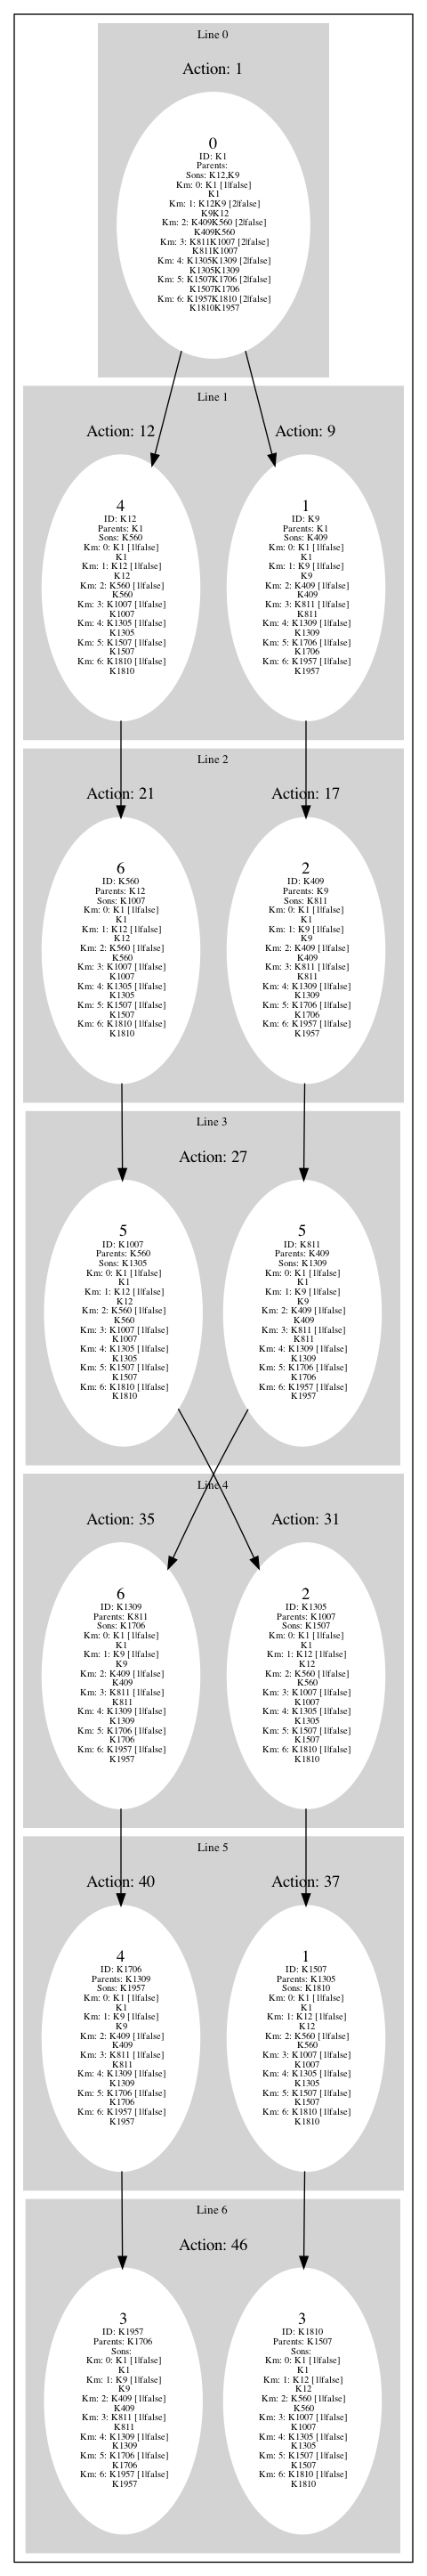 Line 0
Action: 1
0
ID: K1
Parents:
Sons: K12,K9
Km: 0: K1 [1|false]
K1
Km: 1: K12K9 [2|false]
K9K12
Km: 2: K409K560 [2|false]
K409K560
Km: 3: K811K1007 [2|false]
K811K1007
Km: 4: K1305K1309 [2|false]
K1305K1309
Km: 5: K1507K1706 [2|false]
K1507K1706
Km: 6: K1957K1810 [2|false]
K1810K1957
Line 1
Action: 12
4
ID: K12
Parents: K1
Sons: K560
Km: 0: K1 [1|false]
K1
Km: 1: K12 [1|false]
K12
Km: 2: K560 [1|false]
K560
Km: 3: K1007 [1|false]
K1007
Km: 4: K1305 [1|false]
K1305
Km: 5: K1507 [1|false]
K1507
Km: 6: K1810 [1|false]
K1810
Action: 9
1
ID: K9
Parents: K1
Sons: K409
Km: 0: K1 [1|false]
K1
Km: 1: K9 [1|false]
K9
Km: 2: K409 [1|false]
K409
Km: 3: K811 [1|false]
K811
Km: 4: K1309 [1|false]
K1309
Km: 5: K1706 [1|false]
K1706
Km: 6: K1957 [1|false]
K1957
Line 2
Action: 21
6
ID: K560
Parents: K12
Sons: K1007
Km: 0: K1 [1|false]
K1
Km: 1: K12 [1|false]
K12
Km: 2: K560 [1|false]
K560
Km: 3: K1007 [1|false]
K1007
Km: 4: K1305 [1|false]
K1305
Km: 5: K1507 [1|false]
K1507
Km: 6: K1810 [1|false]
K1810
Action: 17
2
ID: K409
Parents: K9
Sons: K811
Km: 0: K1 [1|false]
K1
Km: 1: K9 [1|false]
K9
Km: 2: K409 [1|false]
K409
Km: 3: K811 [1|false]
K811
Km: 4: K1309 [1|false]
K1309
Km: 5: K1706 [1|false]
K1706
Km: 6: K1957 [1|false]
K1957
Line 3
Action: 27
5
ID: K1007
Parents: K560
Sons: K1305
Km: 0: K1 [1|false]
K1
Km: 1: K12 [1|false]
K12
Km: 2: K560 [1|false]
K560
Km: 3: K1007 [1|false]
K1007
Km: 4: K1305 [1|false]
K1305
Km: 5: K1507 [1|false]
K1507
Km: 6: K1810 [1|false]
K1810
5
ID: K811
Parents: K409
Sons: K1309
Km: 0: K1 [1|false]
K1
Km: 1: K9 [1|false]
K9
Km: 2: K409 [1|false]
K409
Km: 3: K811 [1|false]
K811
Km: 4: K1309 [1|false]
K1309
Km: 5: K1706 [1|false]
K1706
Km: 6: K1957 [1|false]
K1957
Line 4
Action: 35
6
ID: K1309
Parents: K811
Sons: K1706
Km: 0: K1 [1|false]
K1
Km: 1: K9 [1|false]
K9
Km: 2: K409 [1|false]
K409
Km: 3: K811 [1|false]
K811
Km: 4: K1309 [1|false]
K1309
Km: 5: K1706 [1|false]
K1706
Km: 6: K1957 [1|false]
K1957
Action: 31
2
ID: K1305
Parents: K1007
Sons: K1507
Km: 0: K1 [1|false]
K1
Km: 1: K12 [1|false]
K12
Km: 2: K560 [1|false]
K560
Km: 3: K1007 [1|false]
K1007
Km: 4: K1305 [1|false]
K1305
Km: 5: K1507 [1|false]
K1507
Km: 6: K1810 [1|false]
K1810
Line 5
Action: 40
4
ID: K1706
Parents: K1309
Sons: K1957
Km: 0: K1 [1|false]
K1
Km: 1: K9 [1|false]
K9
Km: 2: K409 [1|false]
K409
Km: 3: K811 [1|false]
K811
Km: 4: K1309 [1|false]
K1309
Km: 5: K1706 [1|false]
K1706
Km: 6: K1957 [1|false]
K1957
Action: 37
1
ID: K1507
Parents: K1305
Sons: K1810
Km: 0: K1 [1|false]
K1
Km: 1: K12 [1|false]
K12
Km: 2: K560 [1|false]
K560
Km: 3: K1007 [1|false]
K1007
Km: 4: K1305 [1|false]
K1305
Km: 5: K1507 [1|false]
K1507
Km: 6: K1810 [1|false]
K1810
Line 6
Action: 46
3
ID: K1957
Parents: K1706
Sons:
Km: 0: K1 [1|false]
K1
Km: 1: K9 [1|false]
K9
Km: 2: K409 [1|false]
K409
Km: 3: K811 [1|false]
K811
Km: 4: K1309 [1|false]
K1309
Km: 5: K1706 [1|false]
K1706
Km: 6: K1957 [1|false]
K1957
3
ID: K1810
Parents: K1507
Sons:
Km: 0: K1 [1|false]
K1
Km: 1: K12 [1|false]
K12
Km: 2: K560 [1|false]
K560
Km: 3: K1007 [1|false]
K1007
Km: 4: K1305 [1|false]
K1305
Km: 5: K1507 [1|false]
K1507
Km: 6: K1810 [1|false]
K1810